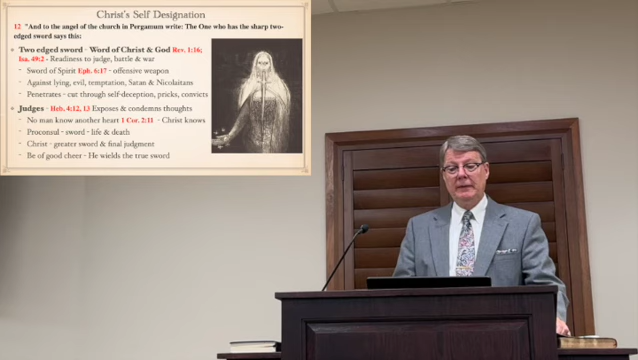 Christ's Self Designation
12 "And to the angel of the church in Pergamum write: The One who has the sharp two-
edged sword says this:
Two edged sword - Word of Christ & God Rev. 1:16;
Isa. 49:2 - Readiness to judge, battle & war
- Sword of Spirit Eph. 6:17 - offensive weapon
- Against lying, evil, temptation, Satan & Nicolaitans
- Penetrates - cut through self-deception, pricks, convicts
Judges - Heb. 4:12, 13 Exposes & condemns thoughts
- No man know another heart 1 Cor. 2:11 - Christ knows
- Proconsul - sword - life & death
- Christ - greater sword & final judgment
- Be of good cheer - He wields the true sword